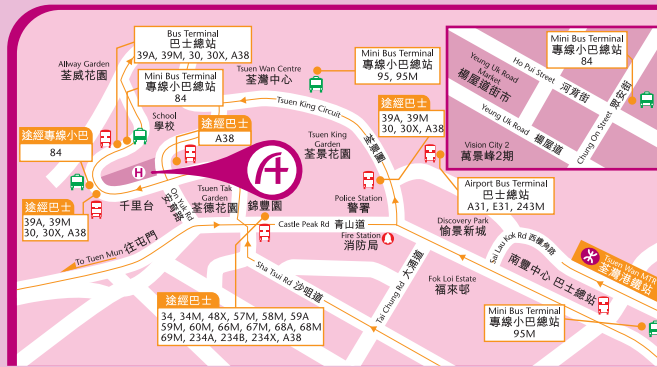 Bus Terminal
巴士總站
39A, 39M, 30, 30X, A38
Allway Garden
荃威花園
Mini Bus Terminal
專線小巴總站
84
School
學校
Tsuen Wan Centre
荃灣中心
Mini Bus Terminal
專線小巴總站
95, 95M
Tsuen King Circuit
荃景圍
途經專線小巴
84
途經巴士
A38
途經巴士
39A, 39M
30, 30X, A38
Tsuen King
Garden
荃景花園
H
千里台
On Yuk Rd
安育路
Tsuen Tak
Garden
荃德花園
錦豐園
Police Station
警署
途經巴士
39A, 39M
30, 30X, A38
Airport Bus Terminal
巴士總站
A31, E31, 243M
Castle Peak Rd 青山道
Fire Station
消防局
Discovery Park
愉景新城
To Tuen Mun 往屯門
Sha Tsui Rd 沙咀道
Tai Chung Rd 大涌道
Fok Loi Estate
福來邨
Sai Lau Kok Rd 西樓角路
南豐中心 巴士總站
Tsuen Wan MTR
荃灣港鐵站
途經巴士
34, 34M, 48X, 57M, 58M, 59A
59M, 60M, 66M, 67M, 68A, 68M
69M, 234A, 234B, 234X, A38
Mini Bus Terminal
專線小巴總站
95M
Yeung Uk Road
Market
楊屋道街市
Ho Pui Street 河背街
Mini Bus Terminal
專線小巴總站
84
Yeung Uk Road 楊屋道
Chung On Street 眾安街
Vision City 2
萬景峰2期